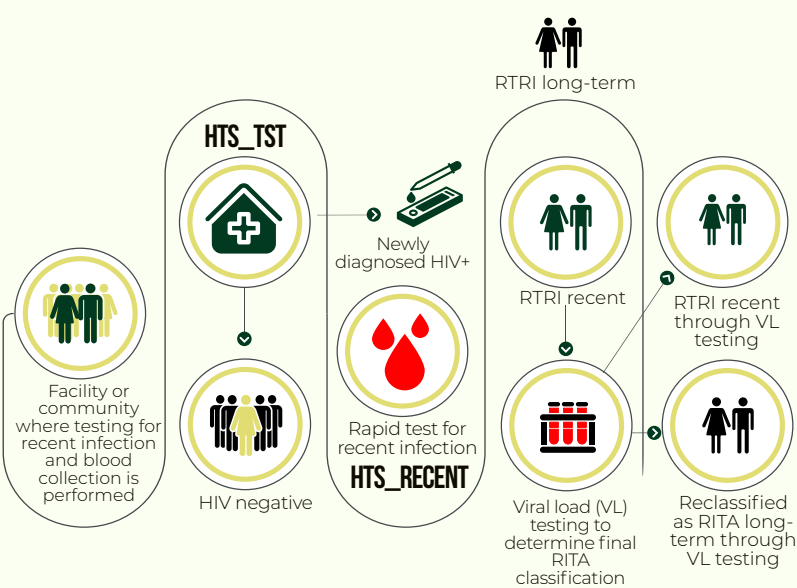 Facility or
community
where testing for
recent infection
and blood
collection is
performed
HTS_TST
HIV negative
Newly
diagnosed HIV+
Rapid test for
recent infection
HTS_RECENT
RTRI long-term
RTRI recent
Viral load (VL)
testing to
determine final
RITA
classification
RTRI recent
through VL
testing
Reclassified
as RITA long-
term through
VL testing